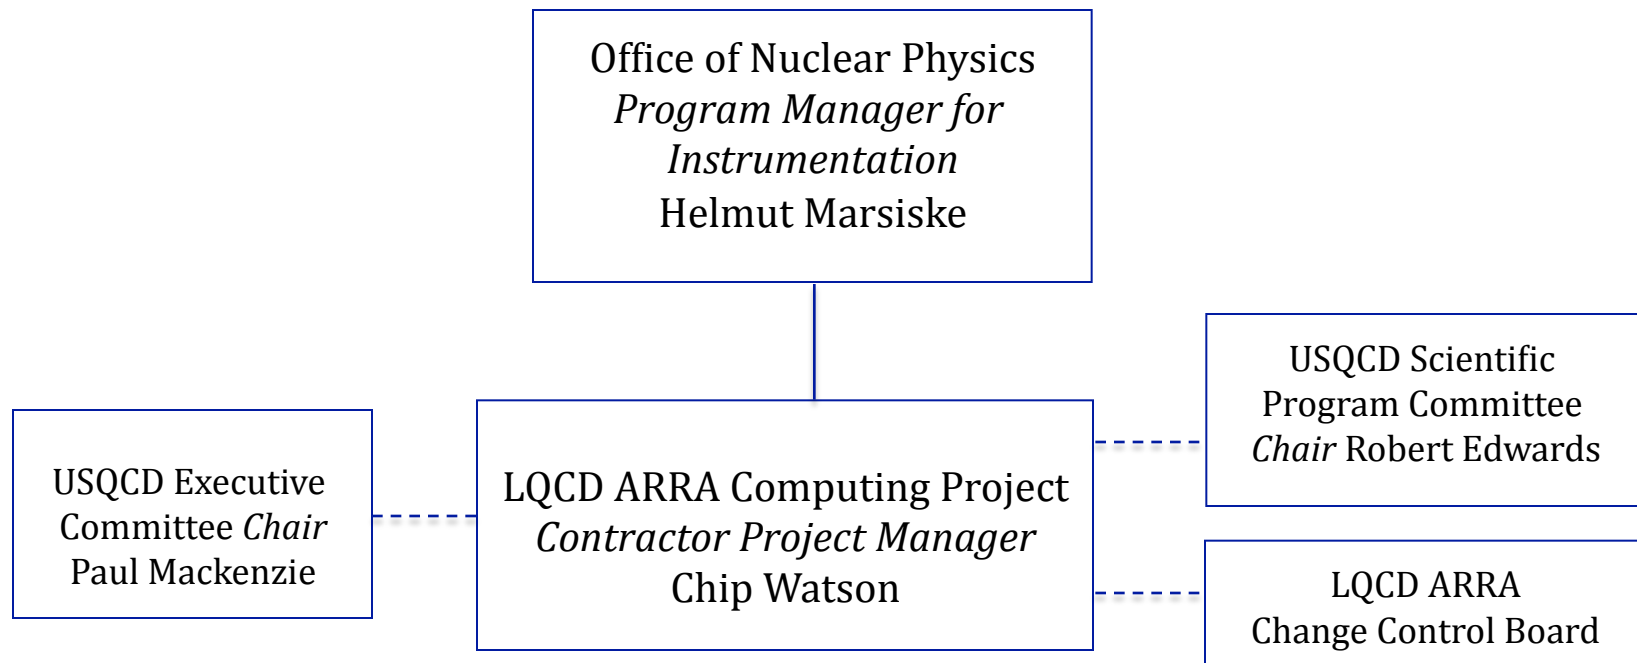 Office of Nuclear Physics
Program Manager for
Instrumentation
Helmut Marsiske
USQCD Executive
Committee Chair
Paul Mackenzie
LQCD ARRA Computing Project
Contractor Project Manager
Chip Watson
USQCD Scientific
Program Committee
Chair Robert Edwards
LQCD ARRA
Change Control Board